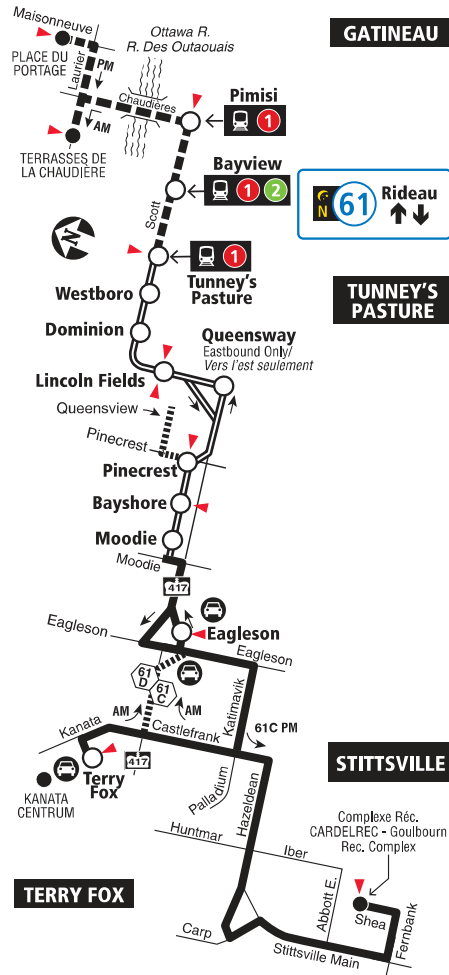 Maisonneuve
Ottawa R.
R. Des Outaouais
GATINEAU
PLACE DU
PORTAGE
Laurier
PM
Chaudières
AM
Pimisi
1
TERRASSES DE
LA CHAUDIÈRE
Bayview
1 2
N 61 Rideau
Scott
N
1
Tunney's
Pasture
TUNNEY'S
PASTURE
Westboro
Dominion
Queensway
Eastbound Only/
Vers l'est seulement
Lincoln Fields
Queensview
Pinecrest
Pinecrest
Bayshore
Moodie
Moodie
417
Eagleson
Eagleson
Eagleson
61
D
61
C
AM
AM
Katimavik
61C PM
Kanata
Castlefrank
417
Terry
Fox
KANATA
CENTRUM
Palladium
Hazeldean
STITTSVILLE
Complexe Réc.
CARDELREC - Goulbourn
Rec. Complex
Huntmar
Iber
Abbott E.
Shea
Fernbank
TERRY FOX
Carp
Stittsville Main